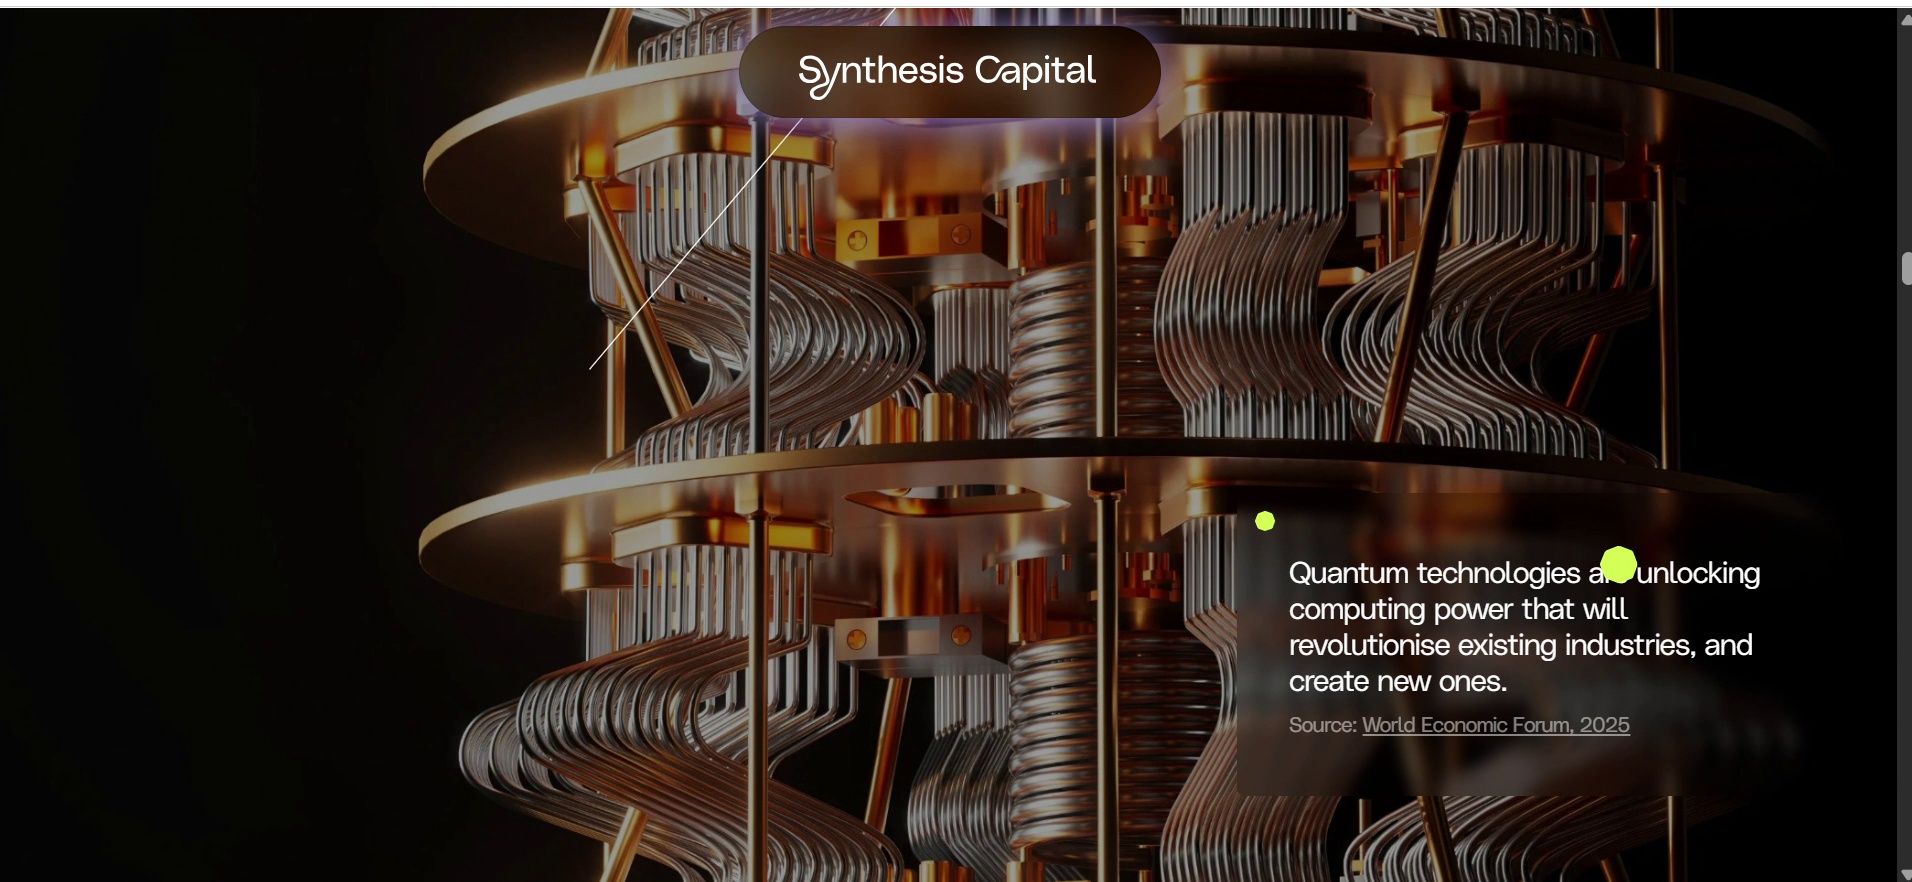 Synthesis Capital
Quantum technologies are unlocking
computing power that will
revolutionise existing industries, and
create new ones.
Source: World Economic Forum, 2025